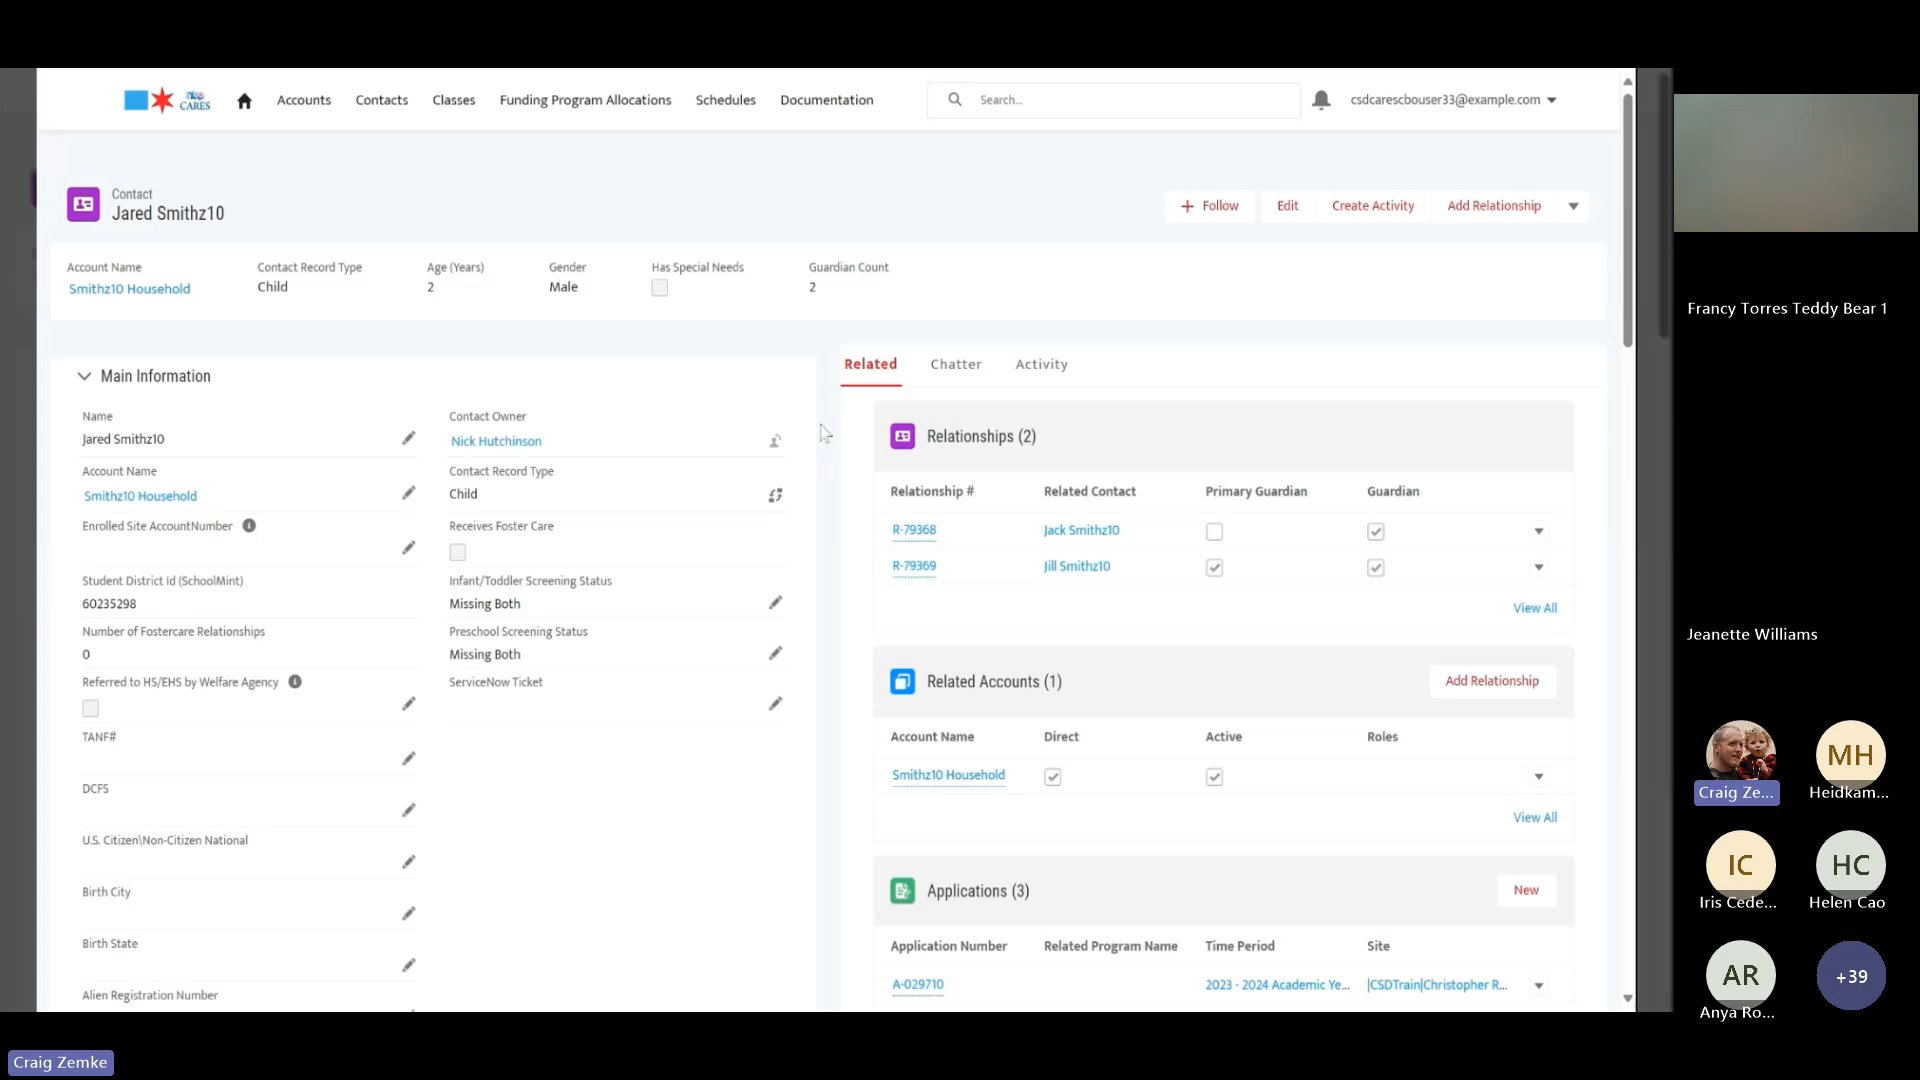 CARES
Accounts
Contacts
Classes
Funding Program Allocations
Schedules
Documentation
Search...
csdcarescbouser33@example.com
Contact
Jared Smithz10
Follow
Edit
Create Activity
Add Relationship
Account Name
Contact Record Type
Age (Years)
Gender
Has Special Needs
Guardian Count
Smithz10 Household
Child
2
Male
2
Main Information
Name
Jared Smithz10
Contact Owner
Nick Hutchinson
Account Name
Smithz10 Household
Contact Record Type
Child
Enrolled Site AccountNumber
Receives Foster Care
Student District Id (SchoolMint)
60235298
Infant/Toddler Screening Status
Missing Both
Number of Fostercare Relationships
0
Preschool Screening Status
Missing Both
Referred to HS/EHS by Welfare Agency
ServiceNow Ticket
TANF#
DCFS
U.S. Citizen\Non-Citizen National
Birth City
Birth State
Alien Registration Number
Related
Chatter
Activity
Relationships (2)
Relationship #
Related Contact
Primary Guardian
Guardian
R-79368
Jack Smithz10
R-79369
Jill Smithz10
View All
Related Accounts (1)
Add Relationship
Account Name
Direct
Active
Roles
Smithz10 Household
View All
Applications (3)
New
Application Number
Related Program Name
Time Period
Site
A-029710
2023 - 2024 Academic Ye...
|CSDTrain|Christopher R...
Francy Torres Teddy Bear 1
Jeanette Williams
Craig Ze...
MH
Heidkam...
IC
Iris Cede...
HC
Helen Cao
AR
Anya Ro...
+39
Craig Zemke